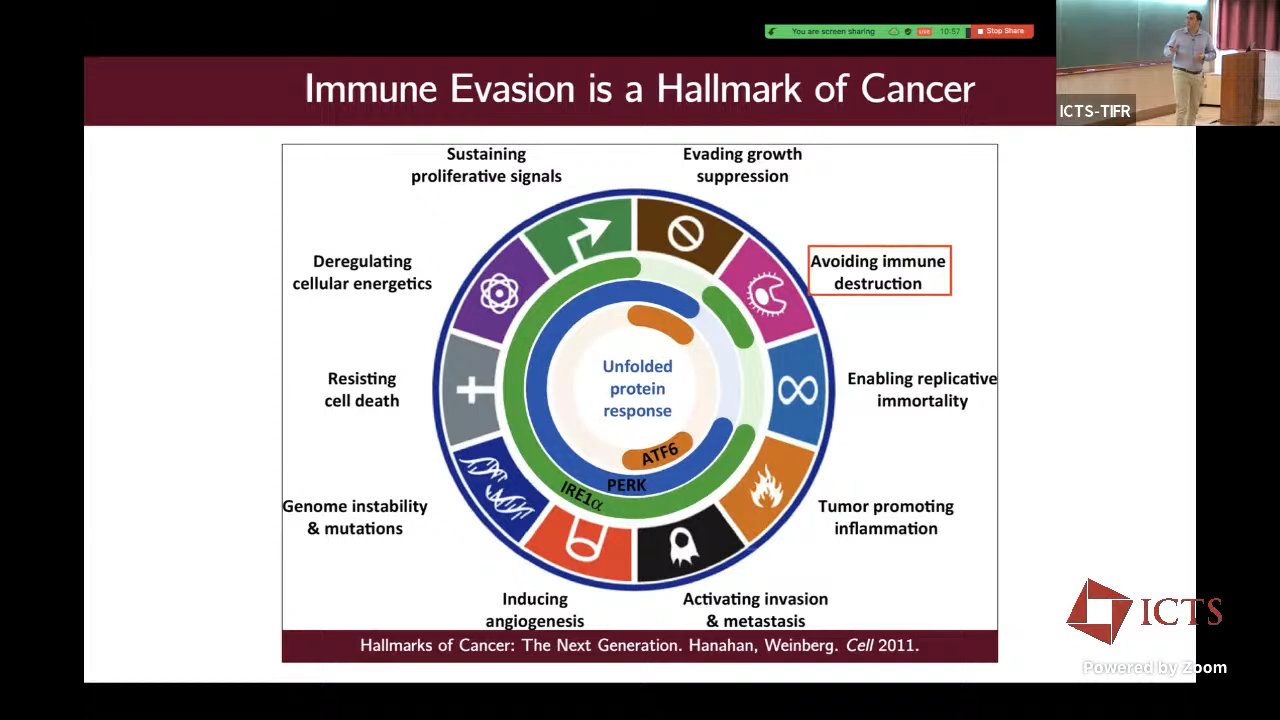 You are screen sharing
LIVE
10:57
Stop Share
Immune Evasion is a Hallmark of Cancer
ICTS-TIFR
Sustaining
proliferative signals
Evading growth
suppression
Deregulating
cellular energetics
Avoiding immune
destruction
Resisting
cell death
Unfolded
protein
response
Enabling replicative
immortality
ATF6
PERK
IRE1α
Genome instability
& mutations
Tumor promoting
inflammation
Inducing
angiogenesis
Activating invasion
& metastasis
Hallmarks of Cancer: The Next Generation. Hanahan, Weinberg. Cell 2011.
ICTS
Powered by Zoom